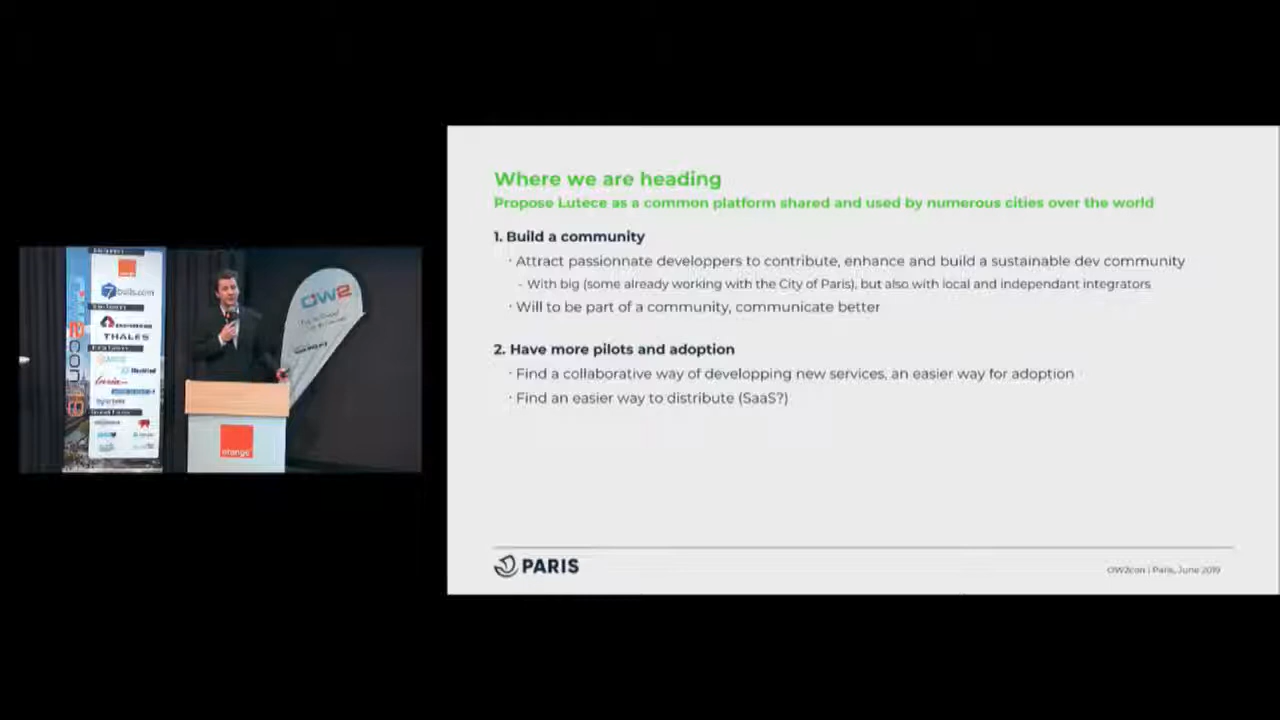 Where we are heading
Propose Lutece as a common platform shared and used by numerous cities over the world
1. Build a community
· Attract passionnate developpers to contribute, enhance and build a sustainable dev community
- With big (some already working with the City of Paris), but also with local and independant integrators
· Will to be part of a community, communicate better
2. Have more pilots and adoption
· Find a collaborative way of developping new services, an easier way for adoption
· Find an easier way to distribute (SaaS?)
PARIS
OW2con | Paris, June 2019
7bulls.com
THALES
OW2
orange